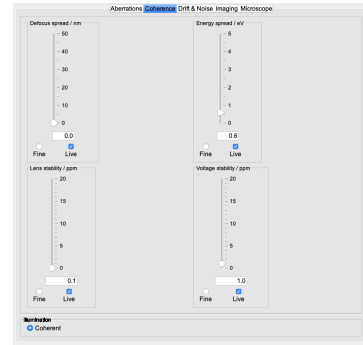 Aberrations Coherence Drift & Noise Imaging Microscope
Defocus spread / nm
50
40
30
20
10
0
0.0
Fine Live
Energy spread / eV
5
4
3
2
1
0
0.6
Fine Live
Lens stability / ppm
20
15
10
5
0
0.1
Fine Live
Voltage stability / ppm
20
15
10
5
0
1.0
Fine Live
Illumination
Coherent